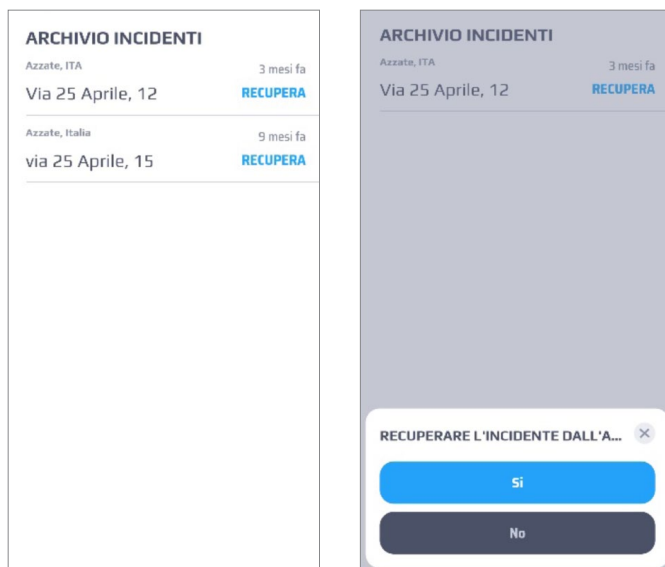 ARCHIVIO INCIDENTI
Azzate, ITA
3 mesi fa
Via 25 Aprile, 12
RECUPERA
Azzate, Italia
9 mesi fa
via 25 Aprile, 15
RECUPERA
ARCHIVIO INCIDENTI
Azzate, ITA
3 mesi fa
Via 25 Aprile, 12
RECUPERA
RECUPERARE L'INCIDENTE DALL'A...
Si
No